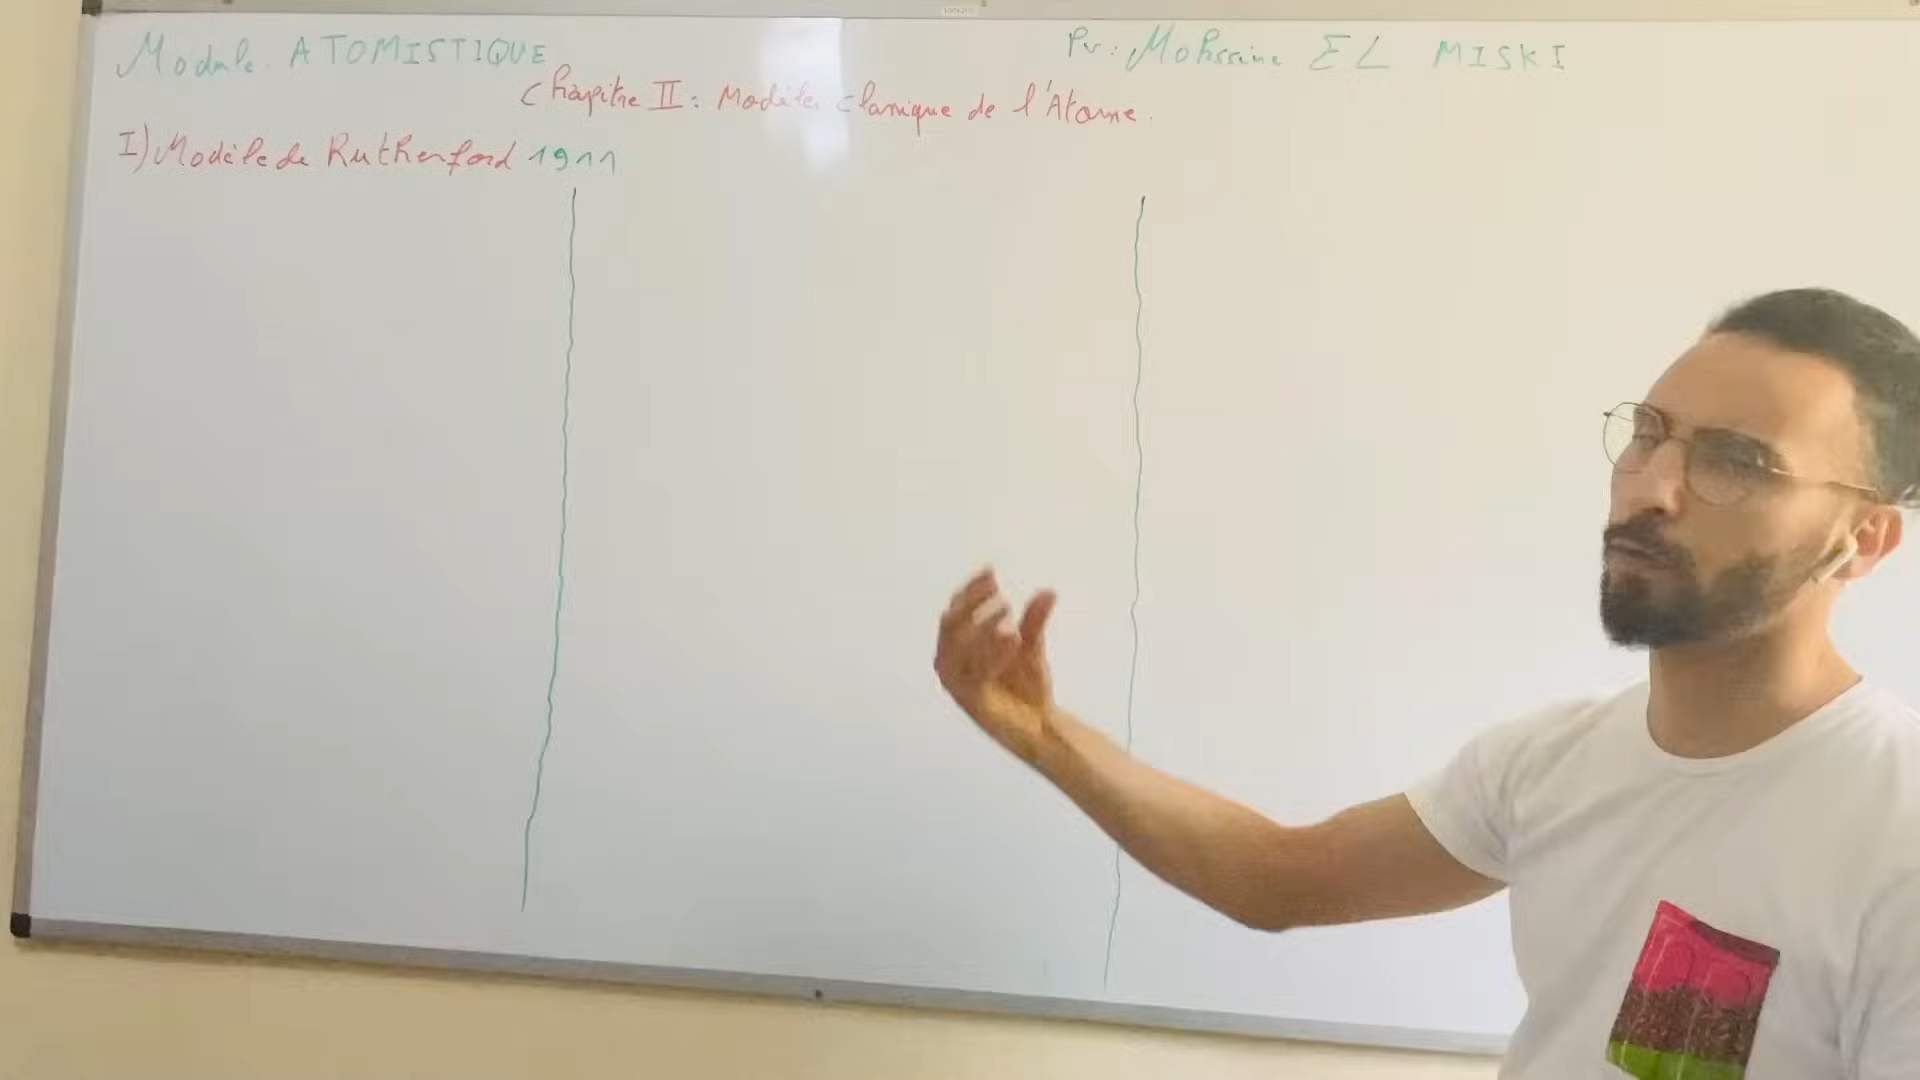 Module. ATOMISTIQUE
Pr: Mohssine EL MISKI
Chapitre II: Modèles classique de l'Atome.
I) Modèle de Rutherford 1911